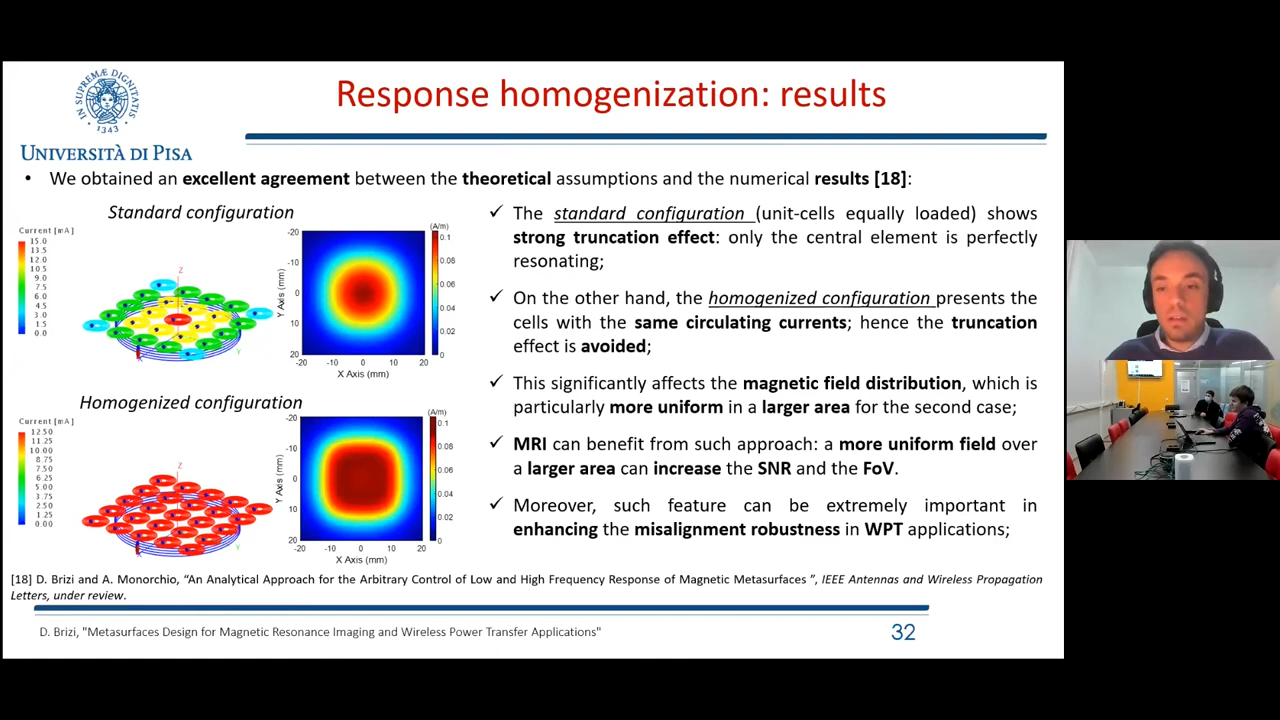 Response homogenization: results
IN SUPREMÆ DIGNITATIS
1343
UNIVERSITÀ DI PISA
• We obtained an excellent agreement between the theoretical assumptions and the numerical results [18]:
Standard configuration
Current [mA]
15.0
13.5
12.0
10.5
9.0
7.5
6.0
4.5
3.0
1.5
0.0
Z
X
Y
(A/m)
-20
-10
0
10
20
Y Axis (mm)
-20 -10 0 10 20
X Axis (mm)
0.1
0.08
0.06
0.04
0.02
0
Homogenized configuration
Current [mA]
12.50
11.25
10.00
8.75
7.50
6.25
5.00
3.75
2.50
1.25
0.00
Z
X
Y
(A/m)
-20
-10
0
10
20
Y Axis (mm)
-20 -10 0 10 20
X Axis (mm)
0.1
0.08
0.06
0.04
0.02
0
✓ The standard configuration (unit-cells equally loaded) shows
strong truncation effect: only the central element is perfectly
resonating;
✓ On the other hand, the homogenized configuration presents the
cells with the same circulating currents; hence the truncation
effect is avoided;
✓ This significantly affects the magnetic field distribution, which is
particularly more uniform in a larger area for the second case;
✓ MRI can benefit from such approach: a more uniform field over
a larger area can increase the SNR and the FoV.
✓ Moreover, such feature can be extremely important in
enhancing the misalignment robustness in WPT applications;
[18] D. Brizi and A. Monorchio, “An Analytical Approach for the Arbitrary Control of Low and High Frequency Response of Magnetic Metasurfaces ”, IEEE Antennas and Wireless Propagation
Letters, under review.
D. Brizi, "Metasurfaces Design for Magnetic Resonance Imaging and Wireless Power Transfer Applications"
32